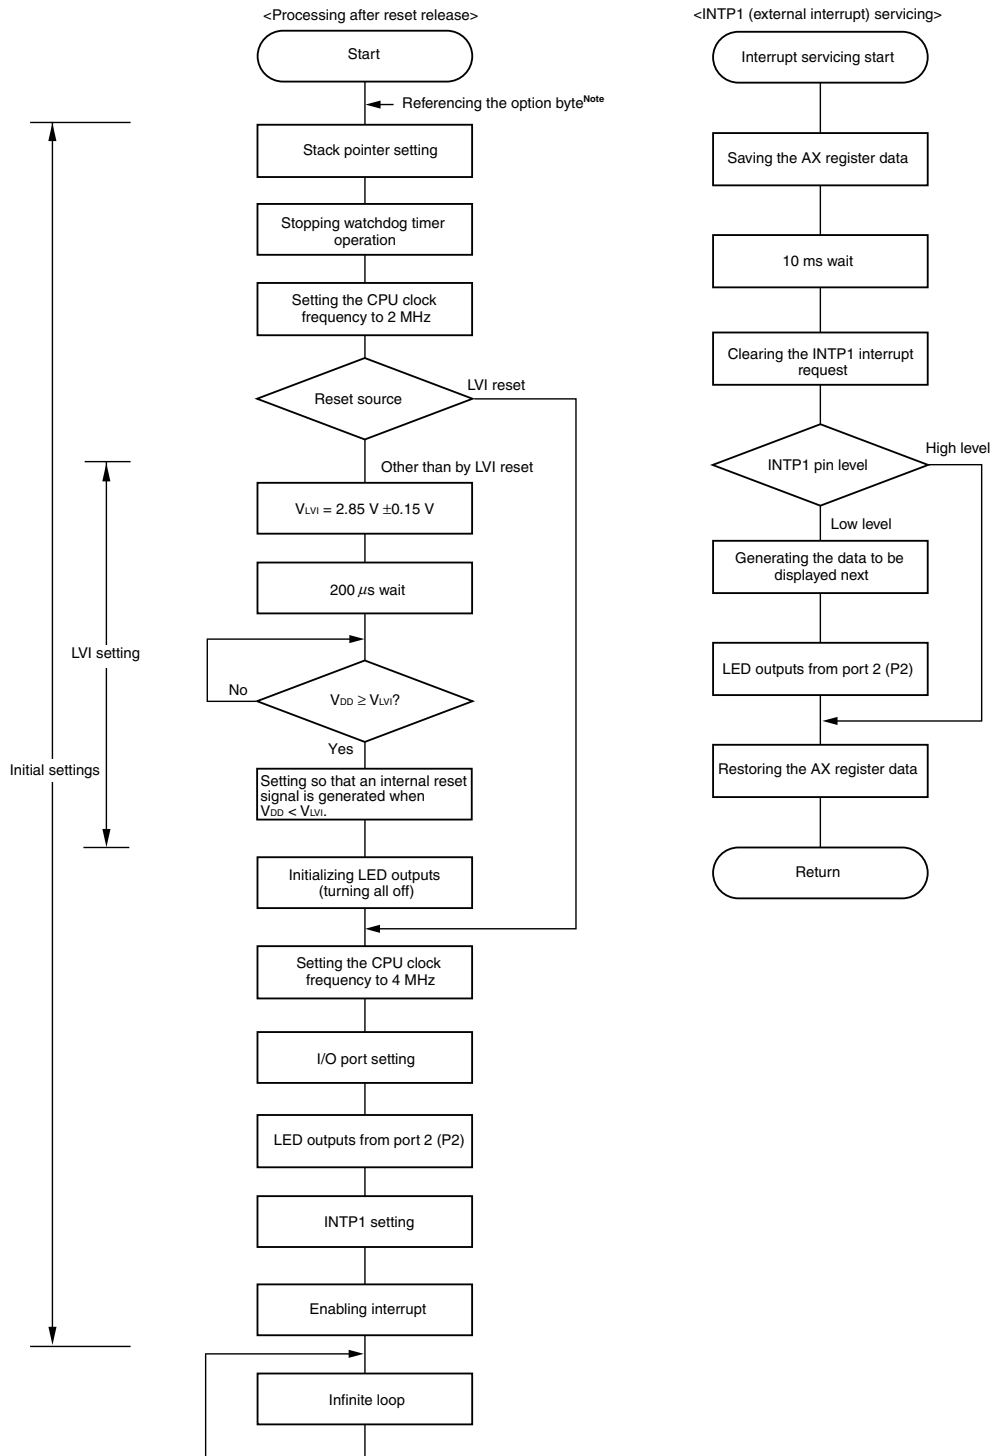 <Processing after reset release>
Start
Referencing the option byteNote
Stack pointer setting
Stopping watchdog timer
operation
Setting the CPU clock
frequency to 2 MHz
Reset source
LVI reset
Other than by LVI reset
VLVI = 2.85 V ±0.15 V
200 μs wait
LVI setting
No
VDD ≥ VLVI?
Yes
Initial settings
Setting so that an internal reset
signal is generated when
VDD < VLVI.
Initializing LED outputs
(turning all off)
Setting the CPU clock
frequency to 4 MHz
I/O port setting
LED outputs from port 2 (P2)
INTP1 setting
Enabling interrupt
Infinite loop
<INTP1 (external interrupt) servicing>
Interrupt servicing start
Saving the AX register data
10 ms wait
Clearing the INTP1 interrupt
request
High level
INTP1 pin level
Low level
Generating the data to be
displayed next
LED outputs from port 2 (P2)
Restoring the AX register data
Return